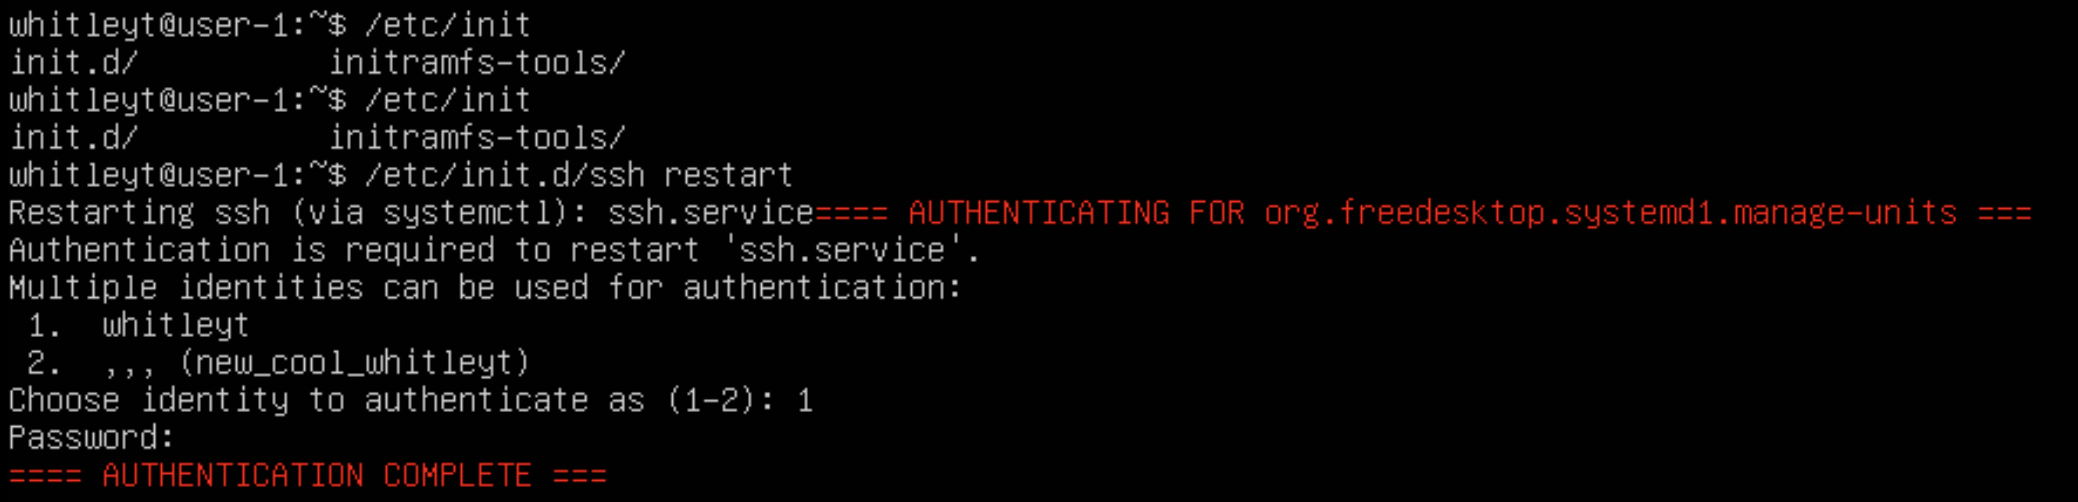 whitleyt@user-1:~$ /etc/init
init.d/ initramfs-tools/
whitleyt@user-1:~$ /etc/init
init.d/ initramfs-tools/
whitleyt@user-1:~$ /etc/init.d/ssh restart
Restarting ssh (via systemctl): ssh.service==== AUTHENTICATING FOR org.freedesktop.systemd1.manage-units ===
Authentication is required to restart 'ssh.service'.
Multiple identities can be used for authentication:
 1.  whitleyt
 2.  ,,, (new_cool_whitleyt)
Choose identity to authenticate as (1-2): 1
Password:
==== AUTHENTICATION COMPLETE ===